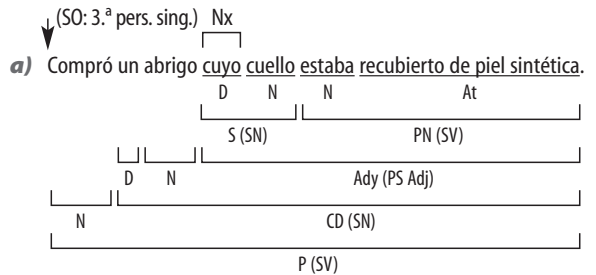 (SO: 3.ª pers. sing.) Nx
a) Compró un abrigo cuyo cuello estaba recubierto de piel sintética.
D N N At
S (SN) PN (SV)
D N Ady (PS Adj)
N CD (SN)
P (SV)